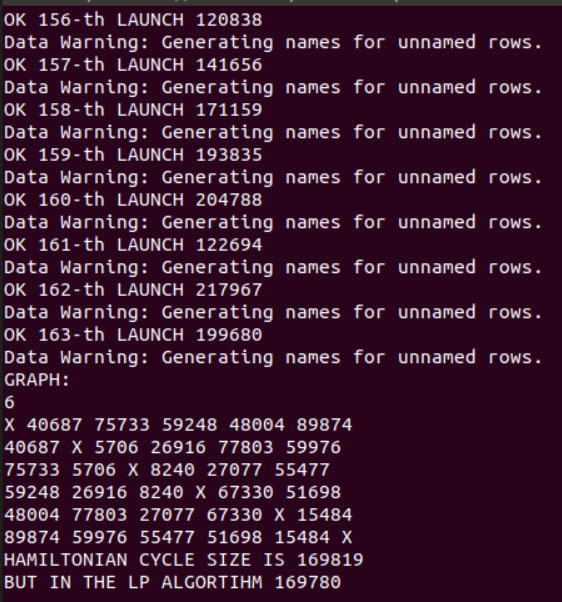 OK 156-th LAUNCH 120838
Data Warning: Generating names for unnamed rows.
OK 157-th LAUNCH 141656
Data Warning: Generating names for unnamed rows.
OK 158-th LAUNCH 171159
Data Warning: Generating names for unnamed rows.
OK 159-th LAUNCH 193835
Data Warning: Generating names for unnamed rows.
OK 160-th LAUNCH 204788
Data Warning: Generating names for unnamed rows.
OK 161-th LAUNCH 122694
Data Warning: Generating names for unnamed rows.
OK 162-th LAUNCH 217967
Data Warning: Generating names for unnamed rows.
OK 163-th LAUNCH 199680
Data Warning: Generating names for unnamed rows.
GRAPH:
6
X 40687 75733 59248 48004 89874
40687 X 5706 26916 77803 59976
75733 5706 X 8240 27077 55477
59248 26916 8240 X 67330 51698
48004 77803 27077 67330 X 15484
89874 59976 55477 51698 15484 X
HAMILTONIAN CYCLE SIZE IS 169819
BUT IN THE LP ALGORTIHM 169780